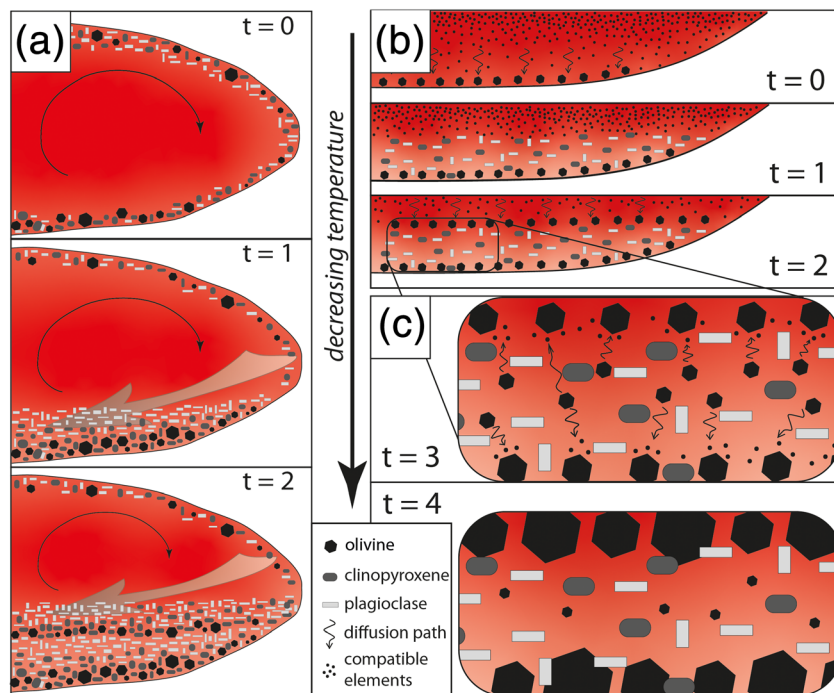 (a)
t = 0
t = 1
t = 2
decreasing temperature
(b)
t = 0
t = 1
t = 2
(c)
t = 3
t = 4
olivine
clinopyroxene
plagioclase
diffusion path
compatible
elements